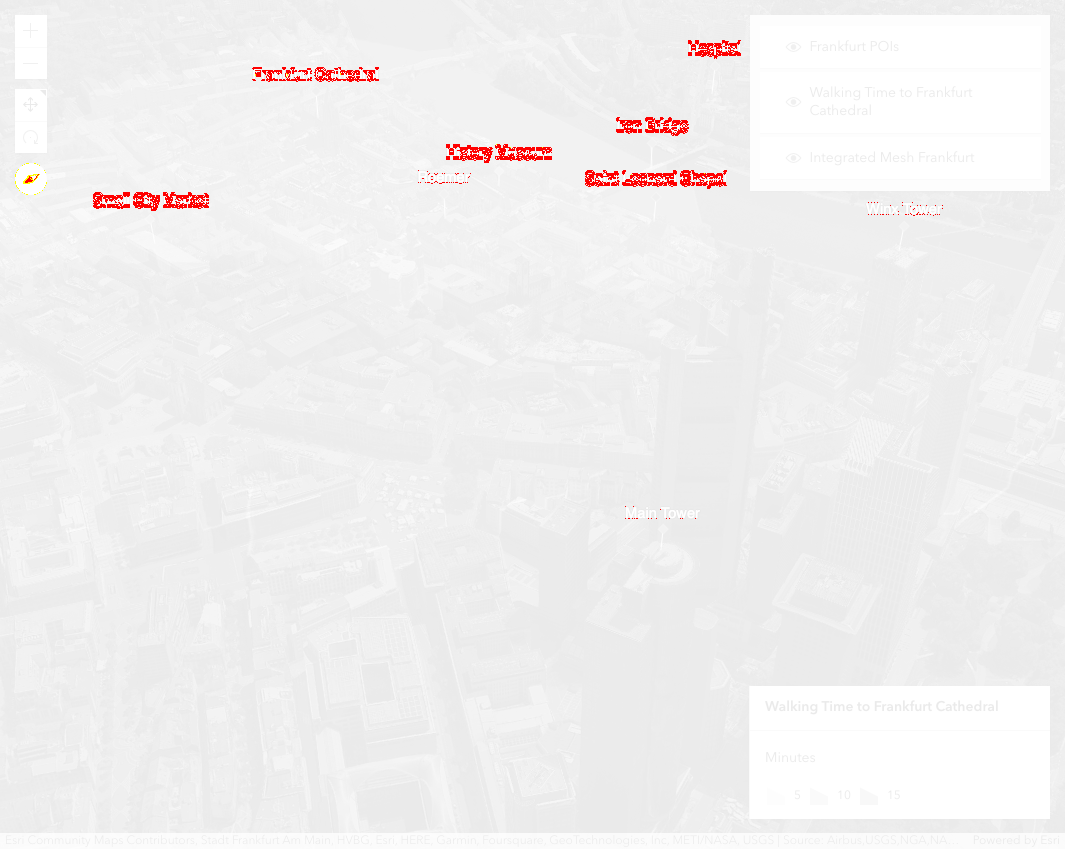 Hospital
Frankfurt POIs
Frankfurt Cathedral
Walking Time to Frankfurt
Cathedral
Iron Bridge
History Museum
Integrated Mesh Frankfurt
Roemer
Saint Leonard Chapel
Small City Market
Main Tower
Walking Time to Frankfurt Cathedral
Minutes
5 10 15
Esri Community Maps Contributors, Stadt Frankfurt Am Main, HVBG, Esri, HERE, Garmin, Foursquare, GeoTechnologies, Inc, METI/NASA, USGS | Source: Airbus,USGS,NGA,NA... Powered by Esri